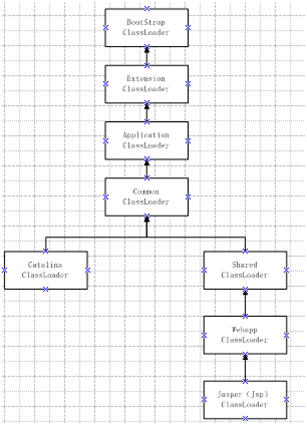 BootStrap
ClassLoader
Extension
ClassLoader
Application
ClassLoader
Common
ClassLoader
Catalina
ClassLoader
Shared
ClassLoader
Webapp
ClassLoader
Jasper (Jsp)
ClassLoader